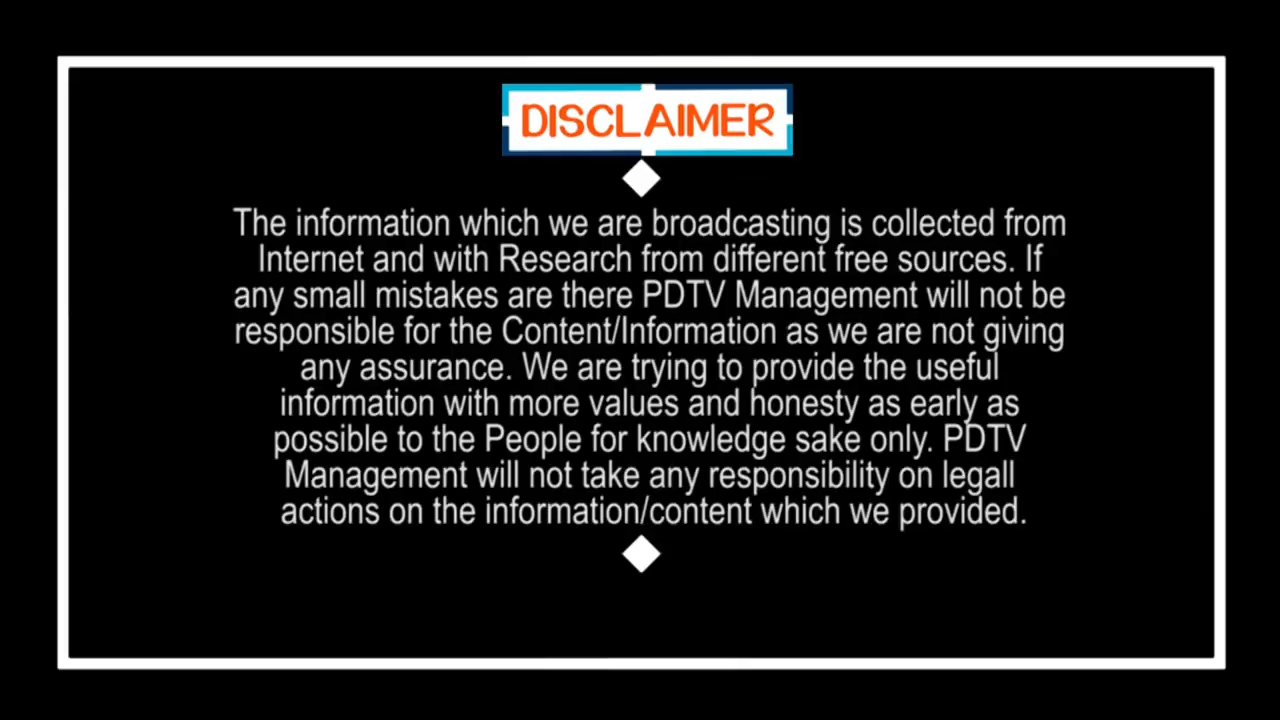 DISCLAIMER
The information which we are broadcasting is collected from
Internet and with Research from different free sources. If
any small mistakes are there PDTV Management will not be
responsible for the Content/Information as we are not giving
any assurance. We are trying to provide the useful
information with more values and honesty as early as
possible to the People for knowledge sake only. PDTV
Management will not take any responsibility on legall
actions on the information/content which we provided.